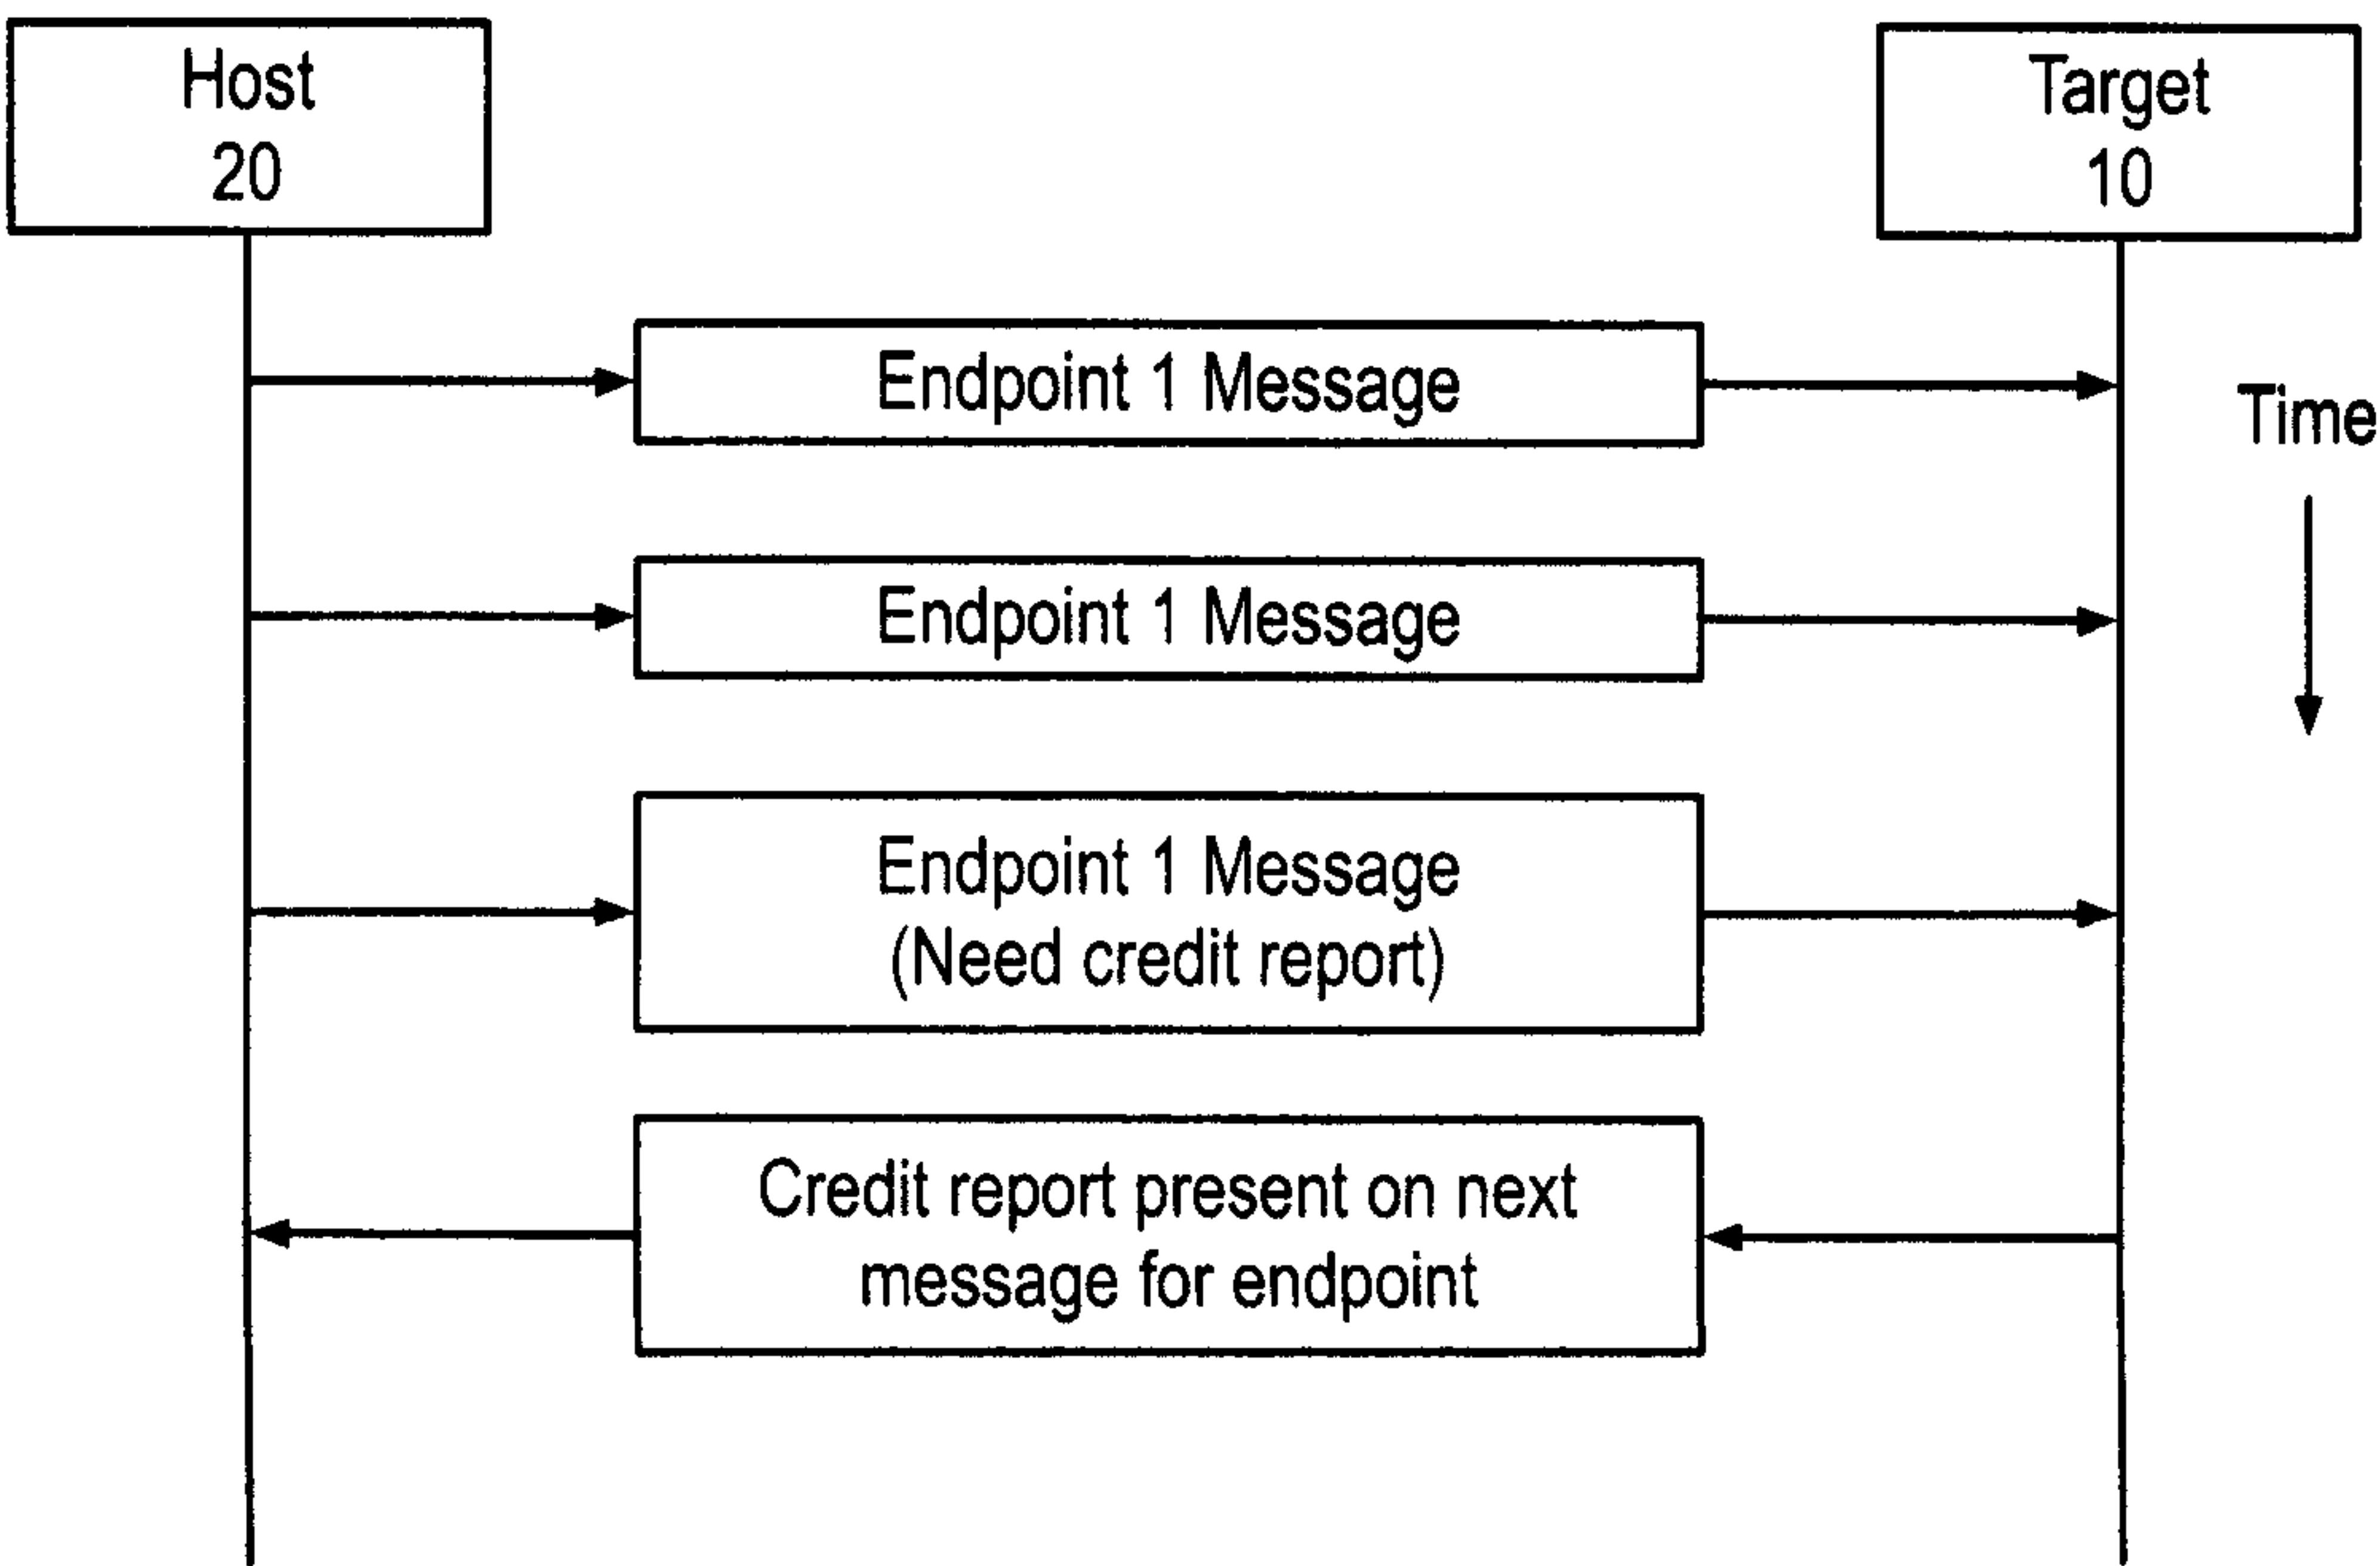 Host
20
Target
10
Endpoint 1 Message
Time
Endpoint 1 Message
Endpoint 1 Message
(Need credit report)
Credit report present on next
message for endpoint